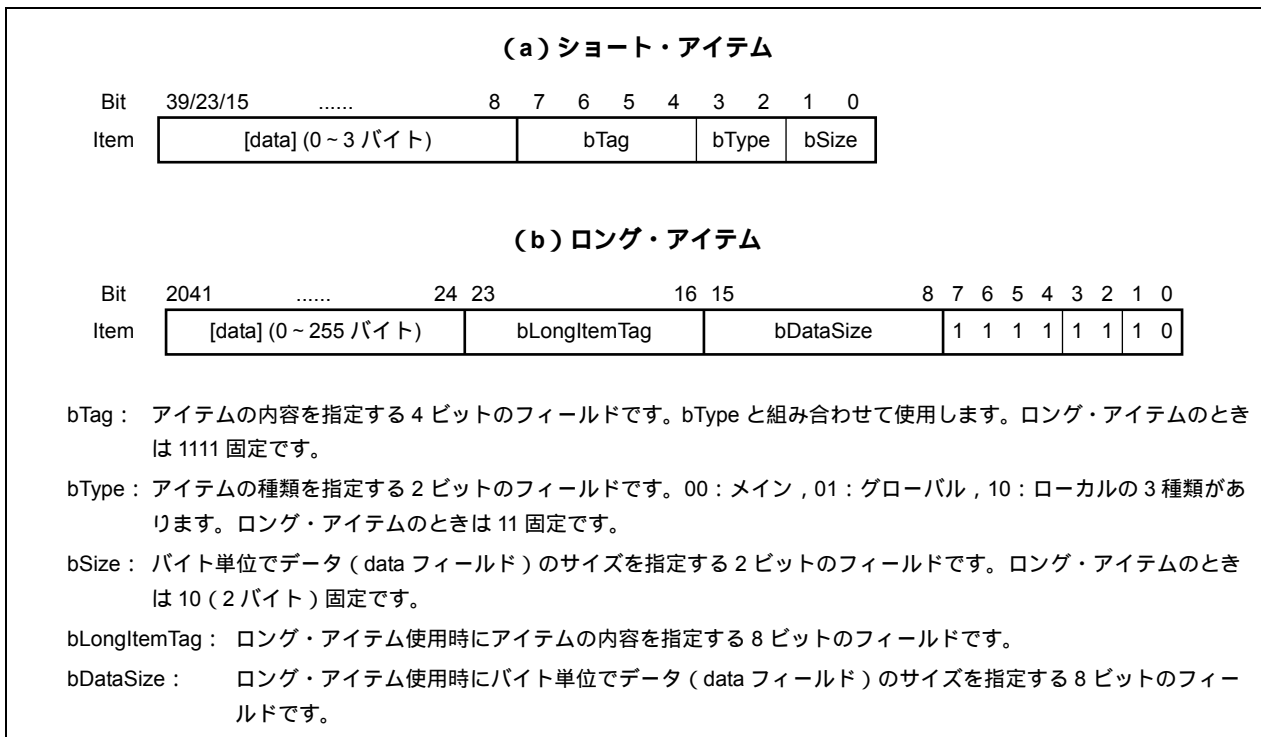 （a）ショート・アイテム
Bit 39/23/15 ...... 8 7 6 5 4 3 2 1 0
Item [data] (0～3 バイト) bTag bType bSize
（b）ロング・アイテム
Bit 2041 ...... 24 23 16 15 8 7 6 5 4 3 2 1 0
Item [data] (0～255 バイト) bLongItemTag bDataSize 1 1 1 1 1 1 1 0
bTag： アイテムの内容を指定する 4 ビットのフィールドです。bType と組み合わせて使用します。ロング・アイテムのとき
は 1111 固定です。
bType： アイテムの種類を指定する 2 ビットのフィールドです。00：メイン，01：グローバル，10：ローカルの 3 種類があ
ります。ロング・アイテムのときは 11 固定です。
bSize： バイト単位でデータ（data フィールド）のサイズを指定する 2 ビットのフィールドです。ロング・アイテムのとき
は 10（2 バイト）固定です。
bLongItemTag： ロング・アイテム使用時にアイテムの内容を指定する 8 ビットのフィールドです。
bDataSize： ロング・アイテム使用時にバイト単位でデータ（data フィールド）のサイズを指定する 8 ビットのフィー
ルドです。